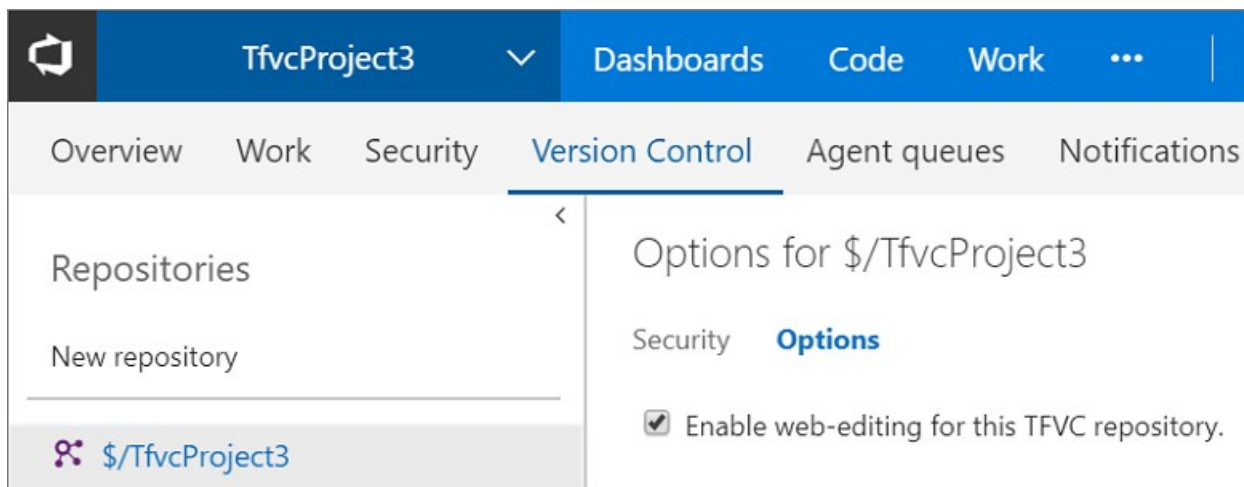 TfvcProject3 Dashboards Code Work ...
Overview Work Security Version Control Agent queues Notifications
Repositories
New repository
$/TfvcProject3
Options for $/TfvcProject3
Security Options
Enable web-editing for this TFVC repository.